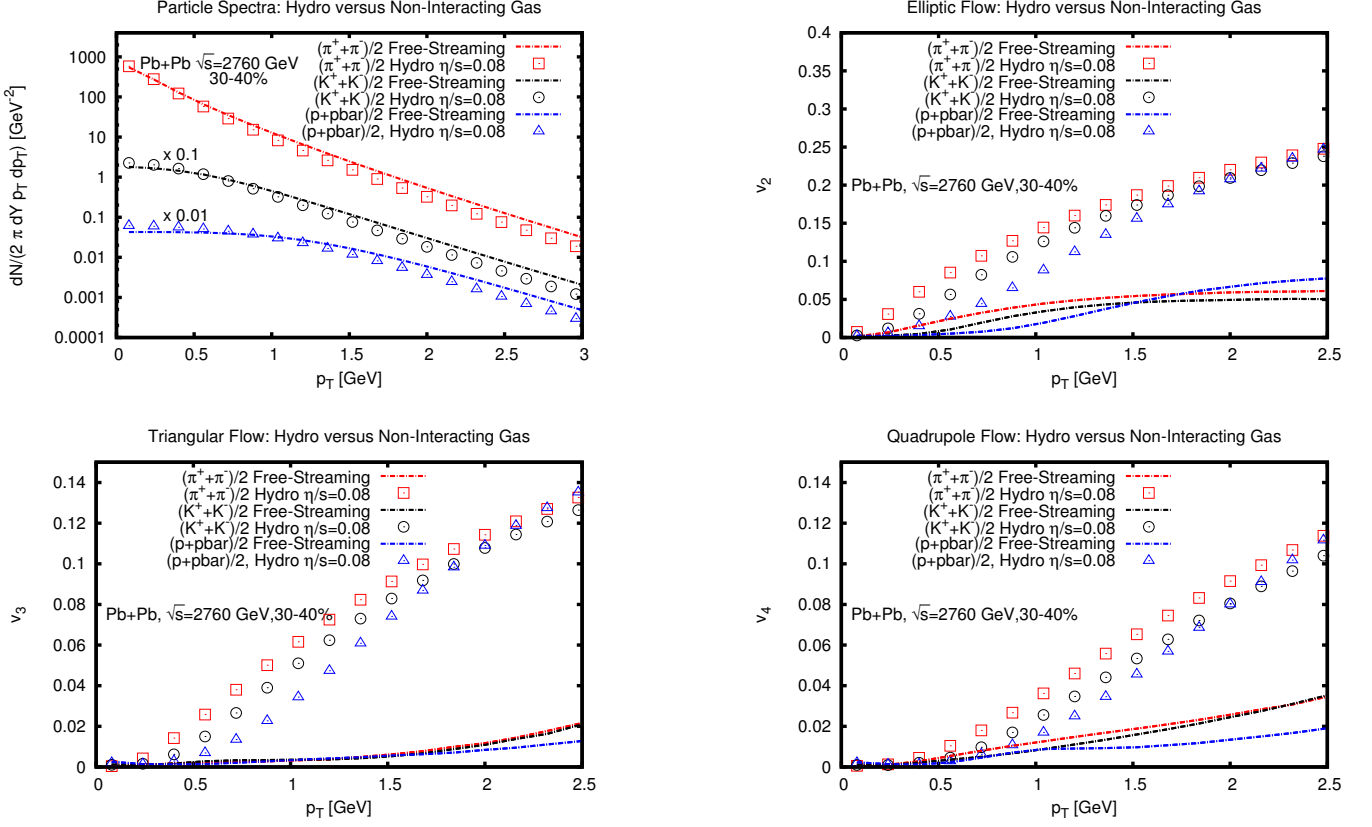 Particle Spectra: Hydro versus Non-Interacting Gas
dN/(2 π dY p_T dp_T) [GeV^-2]
1000
100
10
1
0.1
0.01
0.001
0.0001
Pb+Pb √s=2760 GeV
30-40%
(π^+ +π^-)/2 Free-Streaming
(π^+ +π^-)/2 Hydro η/s=0.08
(K^+ +K^-)/2 Free-Streaming
(K^+ +K^-)/2 Hydro η/s=0.08
(p+pbar)/2 Free-Streaming
(p+pbar)/2, Hydro η/s=0.08
x 0.1
x 0.01
0 0.5 1 1.5 2 2.5 3
p_T [GeV]
Elliptic Flow: Hydro versus Non-Interacting Gas
v_2
0.4
0.35
0.3
0.25
0.2
0.15
0.1
0.05
0
(π^+ +π^-)/2 Free-Streaming
(π^+ +π^-)/2 Hydro η/s=0.08
(K^+ +K^-)/2 Free-Streaming
(K^+ +K^-)/2 Hydro η/s=0.08
(p+pbar)/2 Free-Streaming
(p+pbar)/2, Hydro η/s=0.08
Pb+Pb, √s=2760 GeV,30-40%
0 0.5 1 1.5 2 2.5
p_T [GeV]
Triangular Flow: Hydro versus Non-Interacting Gas
v_3
0.14
0.12
0.1
0.08
0.06
0.04
0.02
0
(π^+ +π^-)/2 Free-Streaming
(π^+ +π^-)/2 Hydro η/s=0.08
(K^+ +K^-)/2 Free-Streaming
(K^+ +K^-)/2 Hydro η/s=0.08
(p+pbar)/2 Free-Streaming
(p+pbar)/2, Hydro η/s=0.08
Pb+Pb, √s=2760 GeV,30-40%
0 0.5 1 1.5 2 2.5
p_T [GeV]
Quadrupole Flow: Hydro versus Non-Interacting Gas
v_4
0.14
0.12
0.1
0.08
0.06
0.04
0.02
0
(π^+ +π^-)/2 Free-Streaming
(π^+ +π^-)/2 Hydro η/s=0.08
(K^+ +K^-)/2 Free-Streaming
(K^+ +K^-)/2 Hydro η/s=0.08
(p+pbar)/2 Free-Streaming
(p+pbar)/2, Hydro η/s=0.08
Pb+Pb, √s=2760 GeV,30-40%
0 0.5 1 1.5 2 2.5
p_T [GeV]